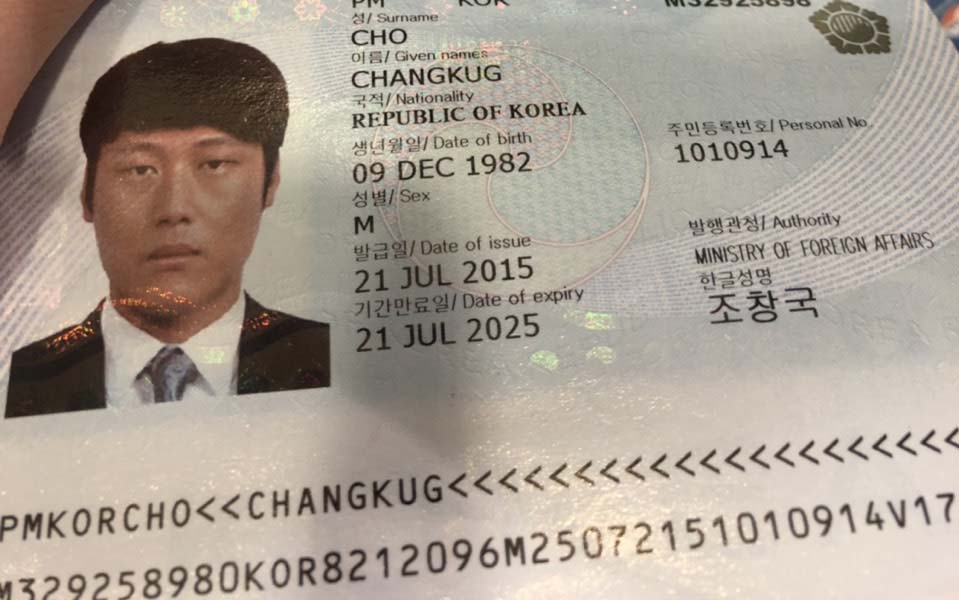 PM KOR M32925898
성/ Surname
CHO
이름/ Given names
CHANGKUG
국적/ Nationality
REPUBLIC OF KOREA
생년월일/ Date of birth
09 DEC 1982
주민등록번호/ Personal No.
1010914
성별/ Sex
M
발급일/ Date of issue
21 JUL 2015
발행관청/ Authority
MINISTRY OF FOREIGN AFFAIRS
기간만료일/ Date of expiry
21 JUL 2025
한글성명
조창국
PMKORCHO<<CHANGKUG<<<<<<<<<<<<<<<<<<<<<<
M329258980KOR8212096M25072151010914V17